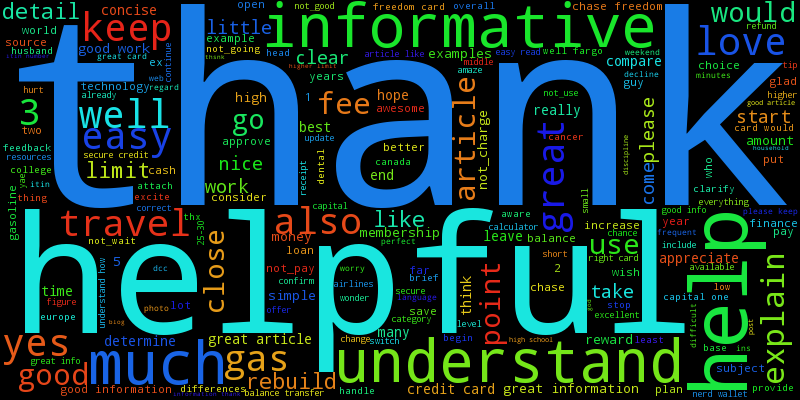 open
not_good
freedom card
overall
chase freedom
detail
keep
concise
little
informative
would
world
source
good work
example
not_going
head
article like
easy read
well fargo
weekend
refund
love
husband
great card
continue
ex
clear
examples
compare
choice
tip
technology
web
regard
years
middle
amaze
decline
minutes
glad
hurt
already
high
fee
hope
awesome
guy
higher
good article
3
well
thank
go
1
best
article
not_use
really
start
two
easy
approve
update
not_charge
great
cancer
please
card would
amount
feedback
resources
secure credit
nice
dental
better
canada
discipline
who
household
put
college
limit
cash
work
receipt
end
come
clarify
itin
attach
consider
small
everything
thing
yae
excite
correct
capital
aware
good info
please keep
gasoline
travel
thx
25-30
also
like
calculator
increase
year
frequent
finance
not_wait
money
membership
leave
balance
chance
use
include
pay
helpful
loan
perfect
short
right card
help
appreciate
time
5
dcc
close
not_pay
worry
far
think
point
2
wish
available
figure
understand how
confirm
airlines
brief
chase
take
low
explain
europe
photo
lot
simple
wonder
secure
language
save
capital one
offer
category
god
stop
excellent
blog
many
level
difficult
post
yes
determine
great article
change
switch
begin
high school
reward
least
base
ins
great info
much
gas
understand
subject
good
rebuild
good information
differences
balance transfer
handle
credit card
great information
plan
nerd wallet
provide